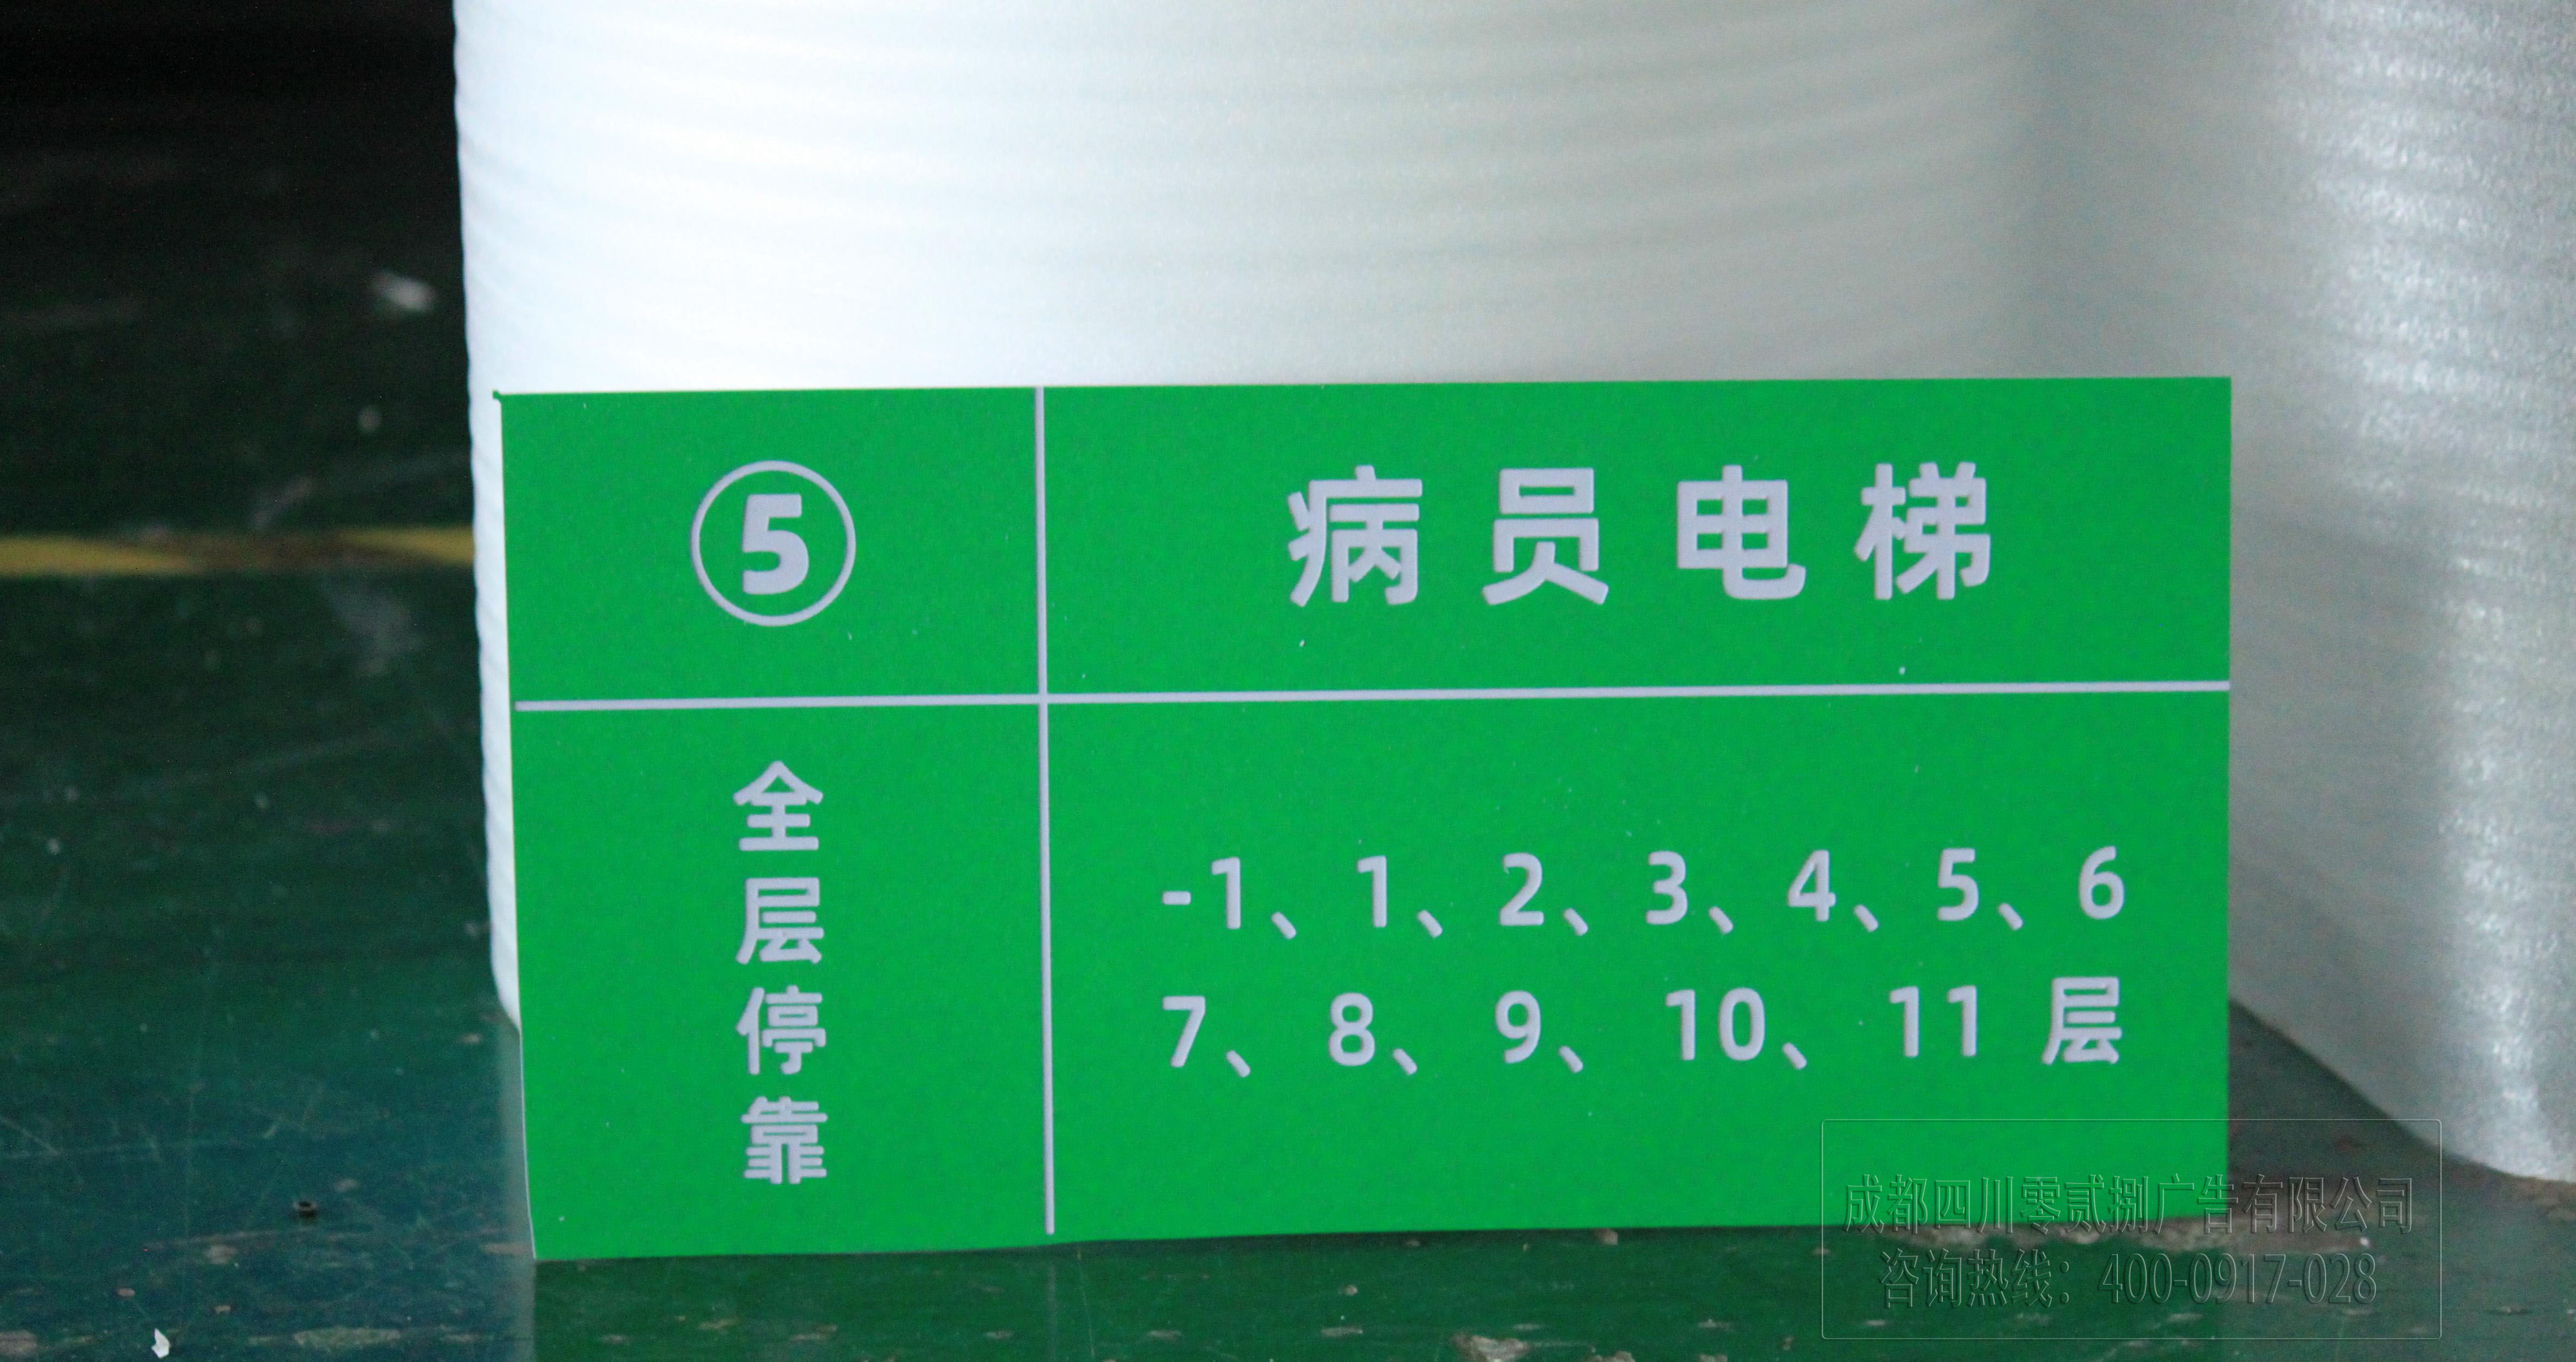 ⑤
病员电梯
全层停靠
-1、1、2、3、4、5、6
7、8、9、10、11 层
成都四川零贰捌广告有限公司
咨询热线：400-0917-028